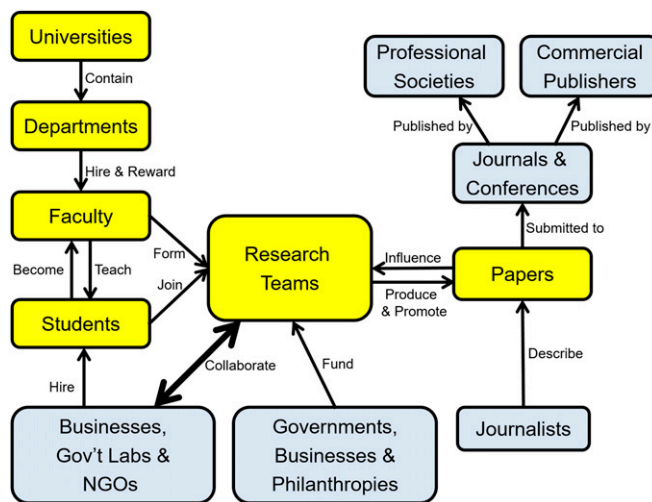 Universities
Contain
Departments
Hire & Reward
Faculty
Become
Teach
Students
Hire
Form
Join
Research
Teams
Collaborate
Fund
Businesses,
Gov't Labs &
NGOs
Governments,
Businesses &
Philanthropies
Professional
Societies
Commercial
Publishers
Published by
Published by
Journals &
Conferences
Submitted to
Influence
Papers
Produce
& Promote
Describe
Journalists